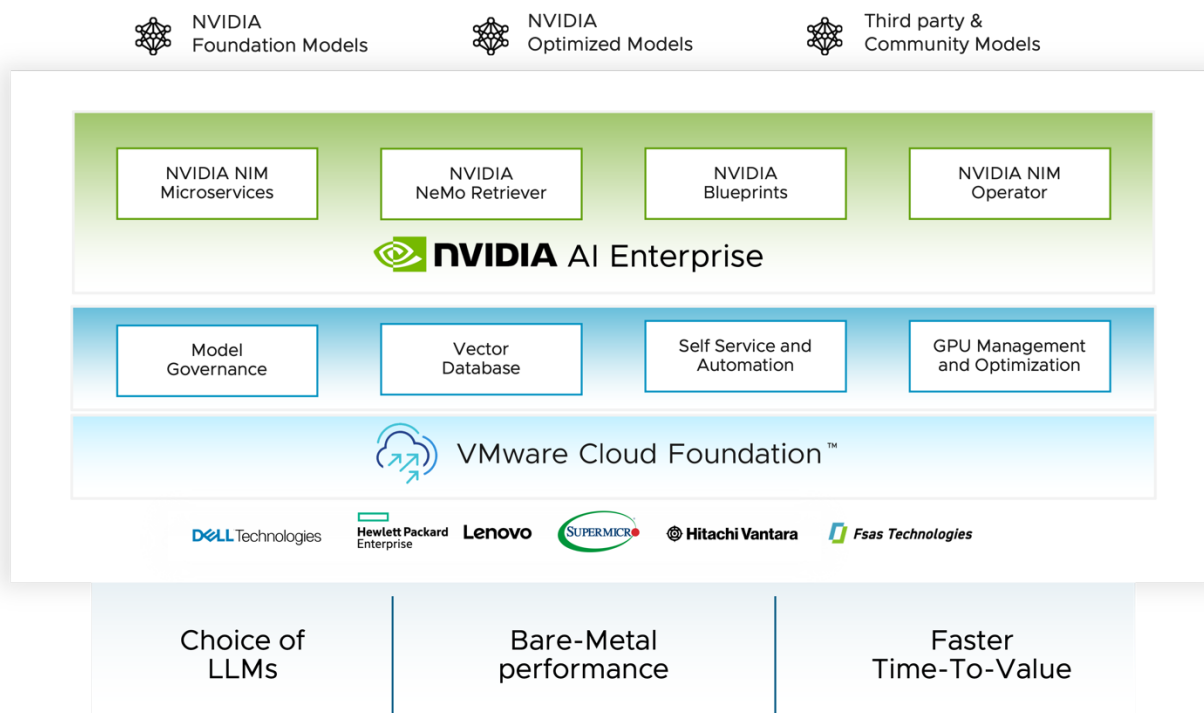 NVIDIA
Foundation Models
NVIDIA
Optimized Models
Third party &
Community Models
NVIDIA NIM
Microservices
NVIDIA
NeMo Retriever
NVIDIA
Blueprints
NVIDIA NIM
Operator
NVIDIA AI Enterprise
Model
Governance
Vector
Database
Self Service and
Automation
GPU Management
and Optimization
VMware Cloud Foundation™
DELL Technologies
Hewlett Packard
Enterprise
Lenovo
SUPERMICR
Hitachi Vantara
Fsas Technologies
Choice of
LLMs
Bare-Metal
performance
Faster
Time-To-Value